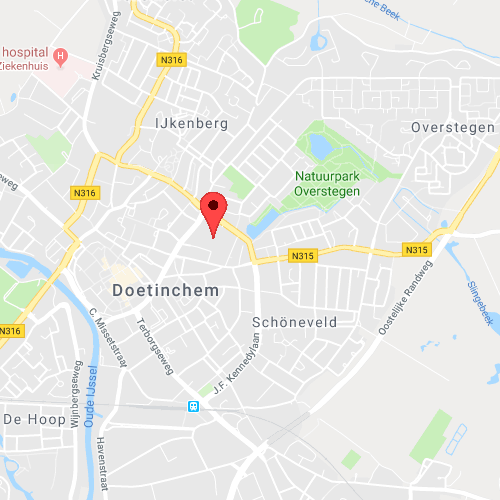 ne Beek
hospital
Ziekenhuis
Kruisbergseweg
N316
IJkenberg
Overstegen
Natuurpark
Overstegen
N316
N315
N315
Doetinchem
Oostelijke Randweg
Slingebeek
C. Missetstraat
Schöneveld
N316
Terborgseweg
J.F. Kennedylaan
Wijnbergseweg
Oude IJssel
De Hoop
Havenstraat